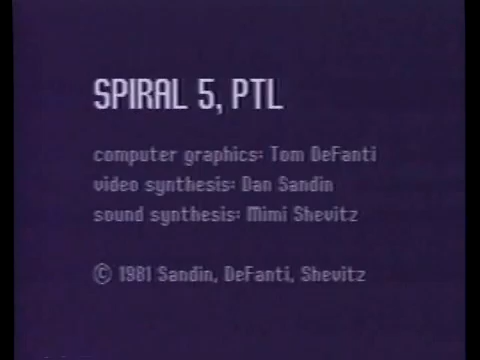 SPIRAL 5, PTL
computer graphics: Tom DeFanti
video synthesis: Dan Sandin
sound synthesis: Mimi Shevitz
© 1981 Sandin, DeFanti, Shevitz